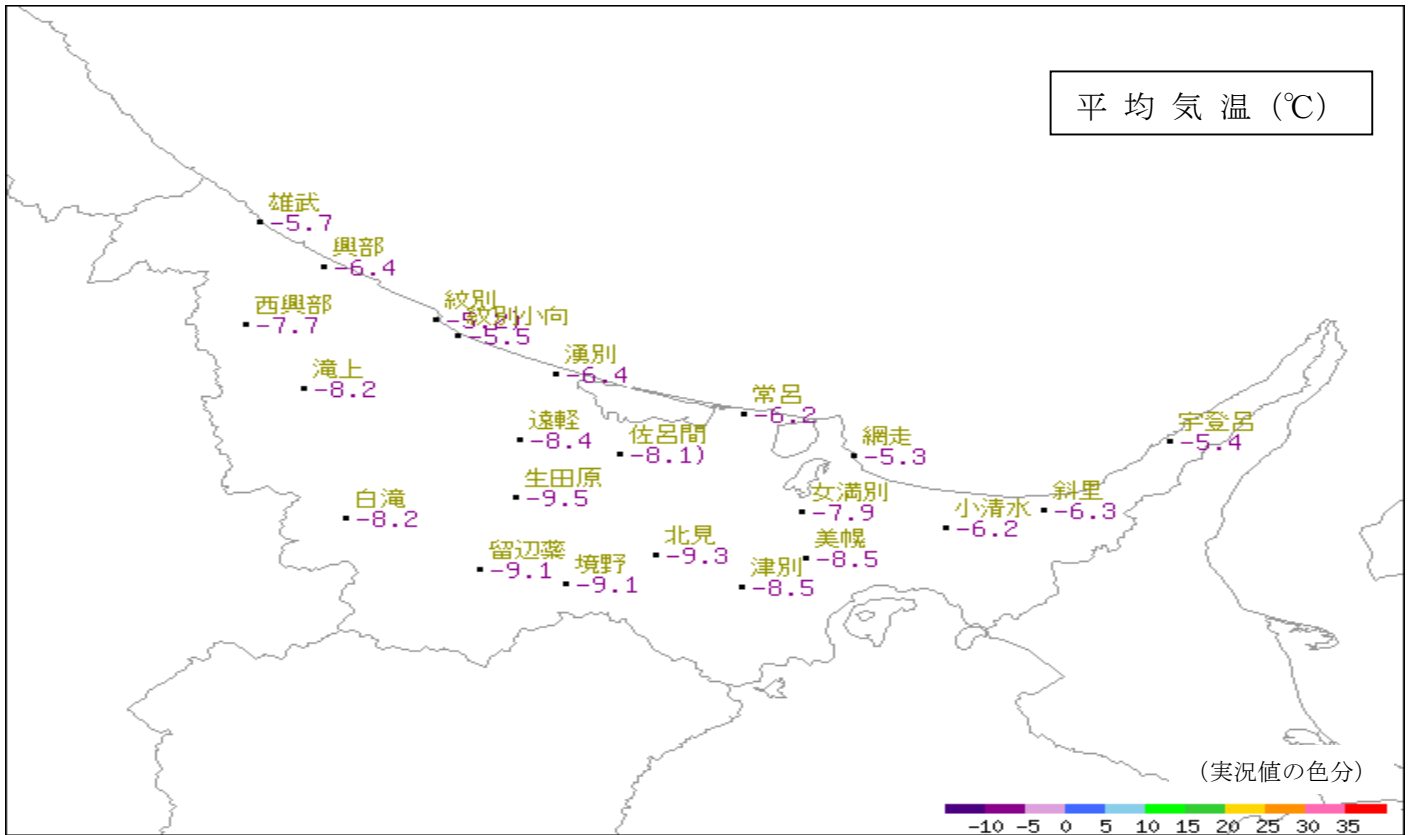 平 均 気 温 (℃)
雄武
-5.7
興部
-6.4
西興部
-7.7
紋別
紋別小向
-5.5
滝上
-8.2
湧別
-6.4
常呂
-6.2
遠軽
-8.4
佐呂間
-8.1)
網走
-5.3
宇登呂
-5.4
生田原
-9.5
白滝
-8.2
女満別
-7.9
小清水
-6.2
斜里
-6.3
留辺蘂
-9.1
境野
-9.1
北見
-9.3
美幌
-8.5
津別
-8.5
(実況値の色分)
-10 -5 0 5 10 15 20 25 30 35